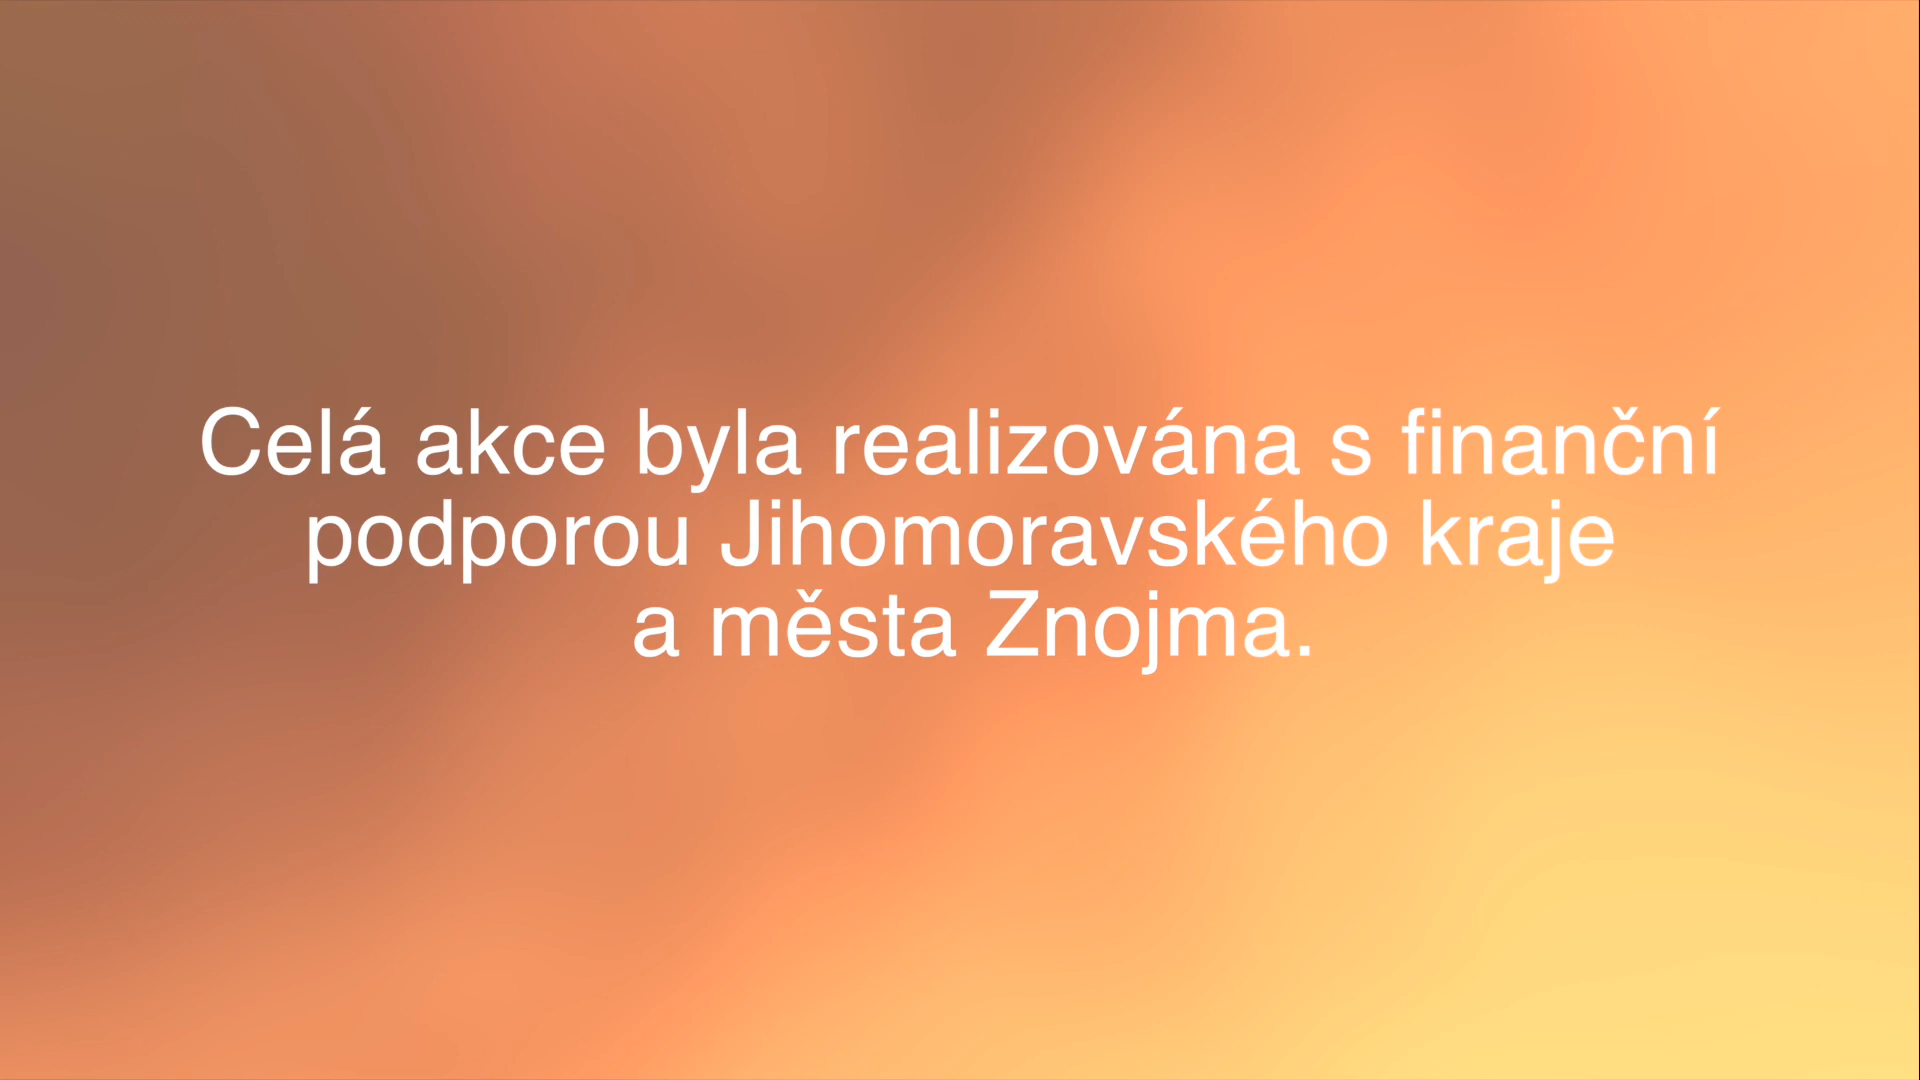 Celá akce byla realizována s finanční
podporou Jihomoravského kraje
a města Znojma.